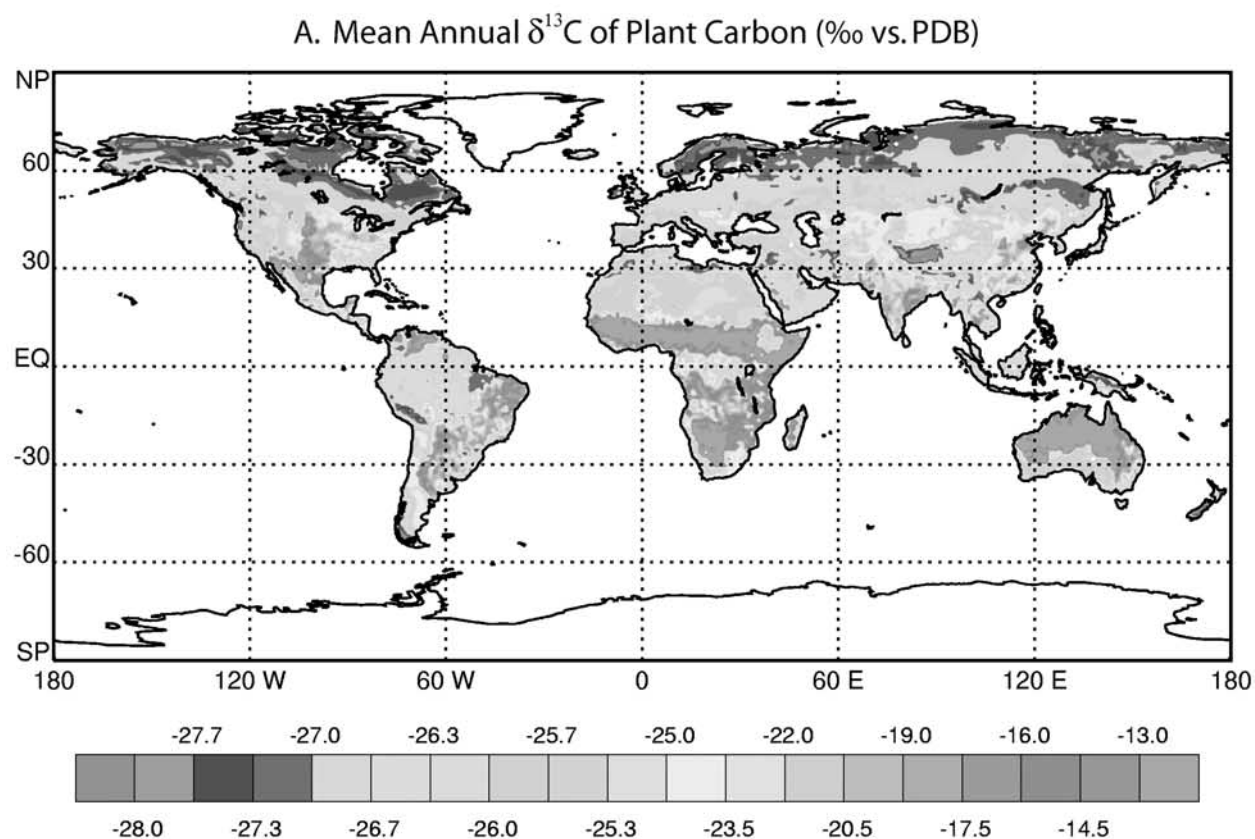 A. Mean Annual δ¹³C of Plant Carbon (‰ vs. PDB)
NP
60
30
EQ
-30
-60
SP
180 120 W 60 W 0 60 E 120 E 180
-27.7 -27.0 -26.3 -25.7 -25.0 -22.0 -19.0 -16.0 -13.0
-28.0 -27.3 -26.7 -26.0 -25.3 -23.5 -20.5 -17.5 -14.5